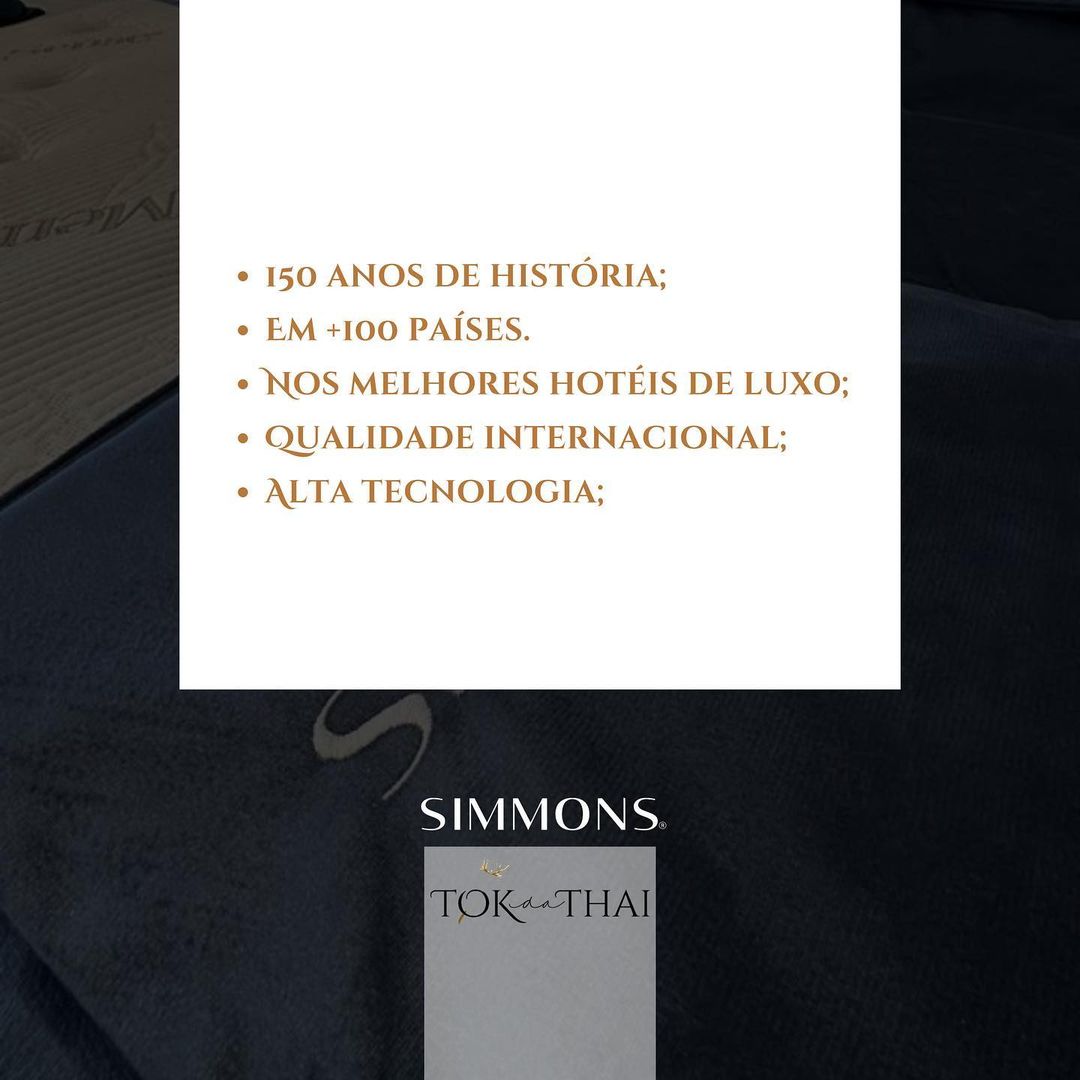 • 150 anos de história;
• Em +100 países.
• Nos melhores hotéis de luxo;
• Qualidade internacional;
• Alta tecnologia;
SIMMONS®
TOK da THAI